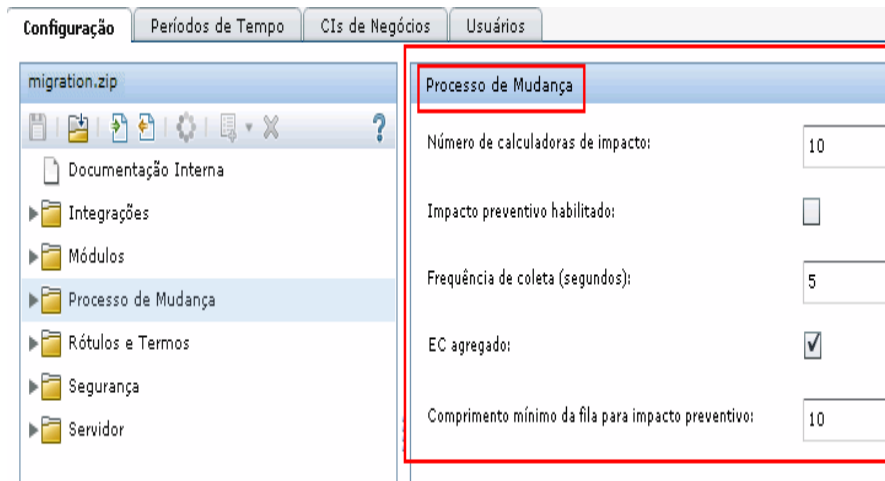 Configuração
Períodos de Tempo
CIs de Negócios
Usuários
migration.zip
?
Documentação Interna
Integrações
Módulos
Processo de Mudança
Rótulos e Termos
Segurança
Servidor
Processo de Mudança
Número de calculadoras de impacto:
10
Impacto preventivo habilitado:
Frequência de coleta (segundos):
5
EC agregado:
Comprimento mínimo da fila para impacto preventivo:
10